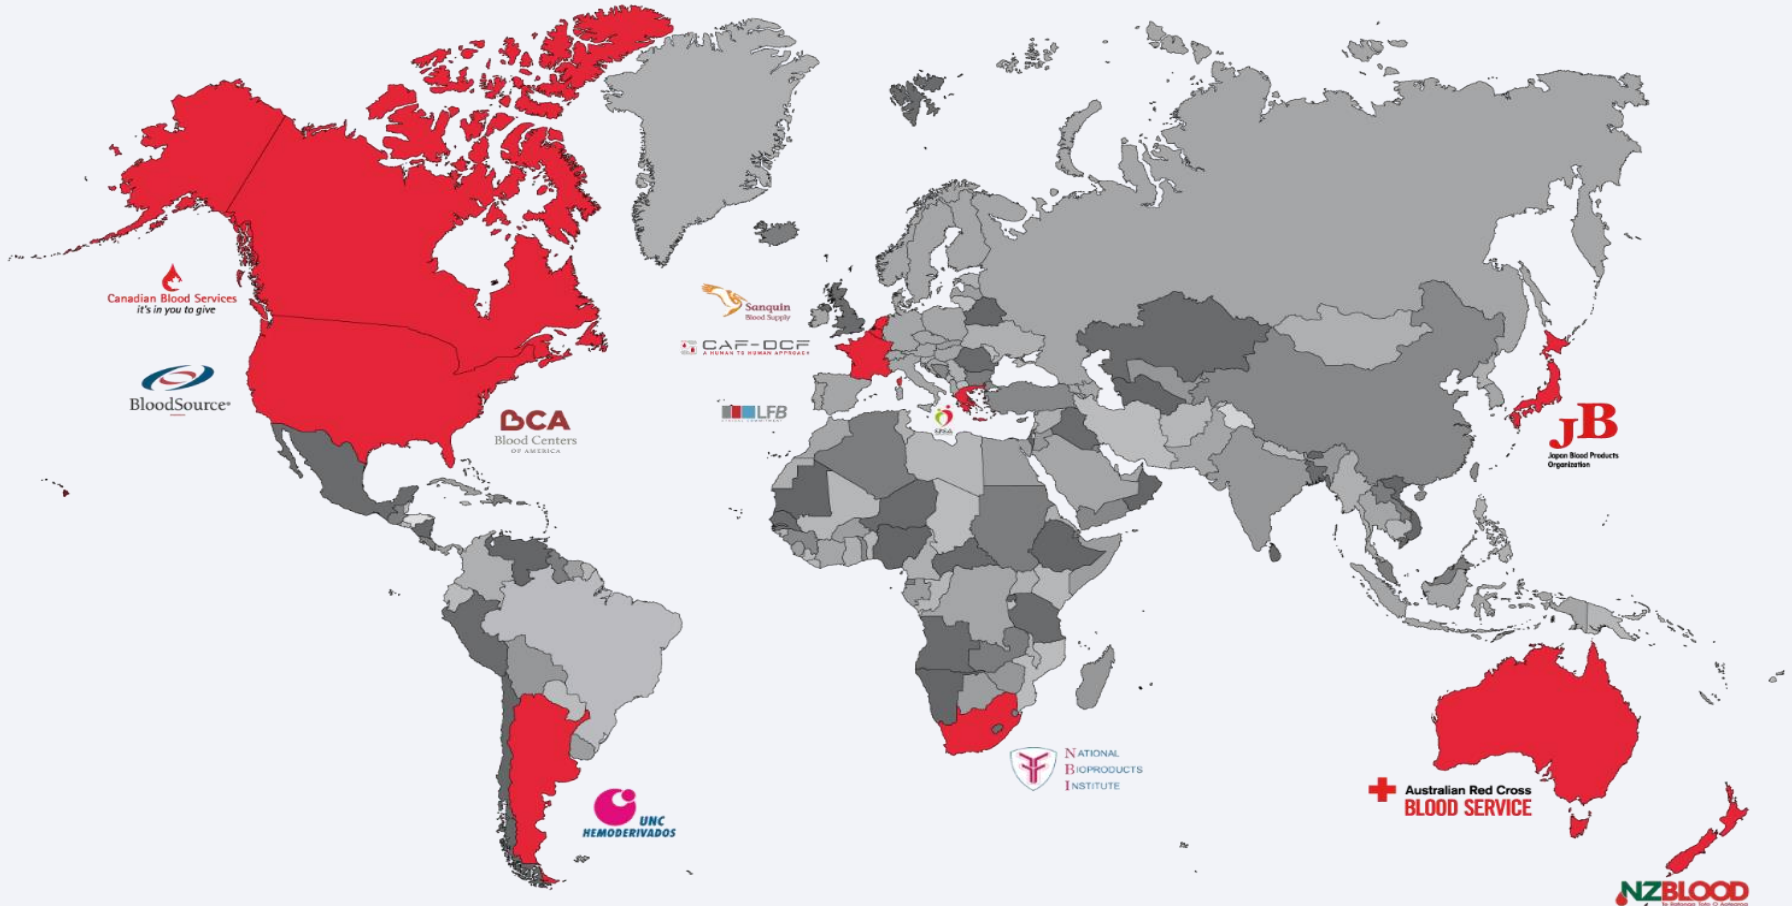 Canadian Blood Services
it's in you to give
BloodSource®
BCA
Blood Centers
OF AMERICA
Sanquin
Blood Supply
CAF-DCF
A HUMAN TO HUMAN APPROACH
LFB
JB
Japan Blood Products
Organization
UNC
HEMODERIVADOS
NATIONAL
BIOPRODUCTS
INSTITUTE
Australian Red Cross
BLOOD SERVICE
NZBLOOD